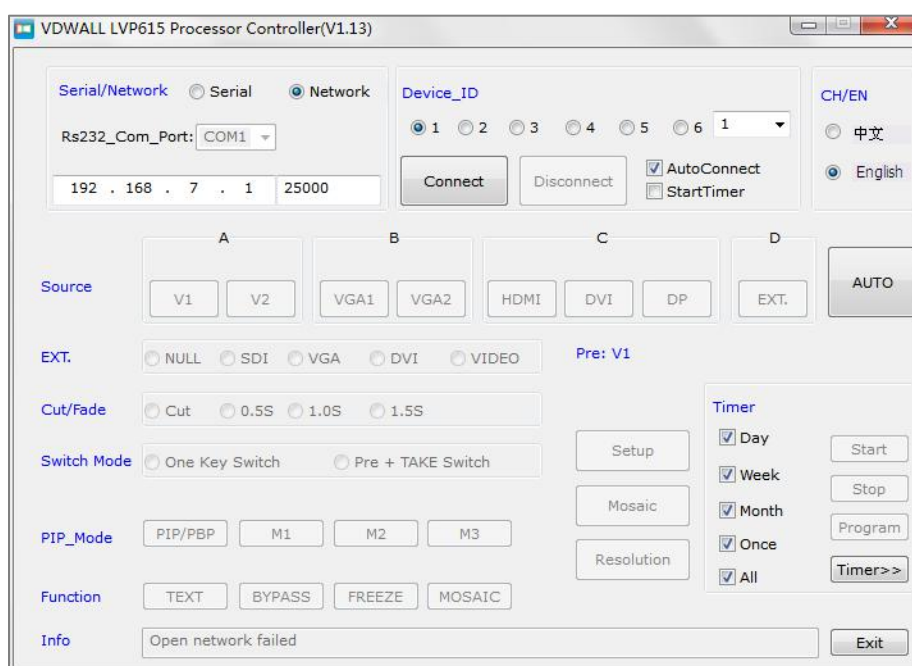 VDWALL LVP615 Processor Controller(V1.13)
Serial/Network Serial Network
Rs232_Com_Port: COM1
192 . 168 . 7 . 1 25000
Device_ID
1 2 3 4 5 6 1
Connect Disconnect
AutoConnect
StartTimer
CH/EN
中文
English
A B C D
Source V1 V2 VGA1 VGA2 HDMI DVI DP EXT. AUTO
EXT. NULL SDI VGA DVI VIDEO Pre: V1
Cut/Fade Cut 0.5S 1.0S 1.5S
Switch Mode One Key Switch Pre + TAKE Switch
PIP_Mode PIP/PBP M1 M2 M3
Function TEXT BYPASS FREEZE MOSAIC
Setup
Mosaic
Resolution
Timer
Day
Week
Month
Once
All
Start
Stop
Program
Timer>>
Info Open network failed Exit